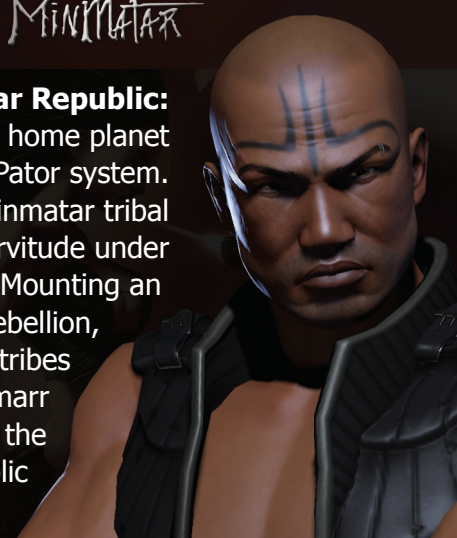 MINMATAR
ar Republic:
home planet
Pator system.
inmatar tribal
rvitude under
Mounting an
ebellion,
tribes
marr
the
lic